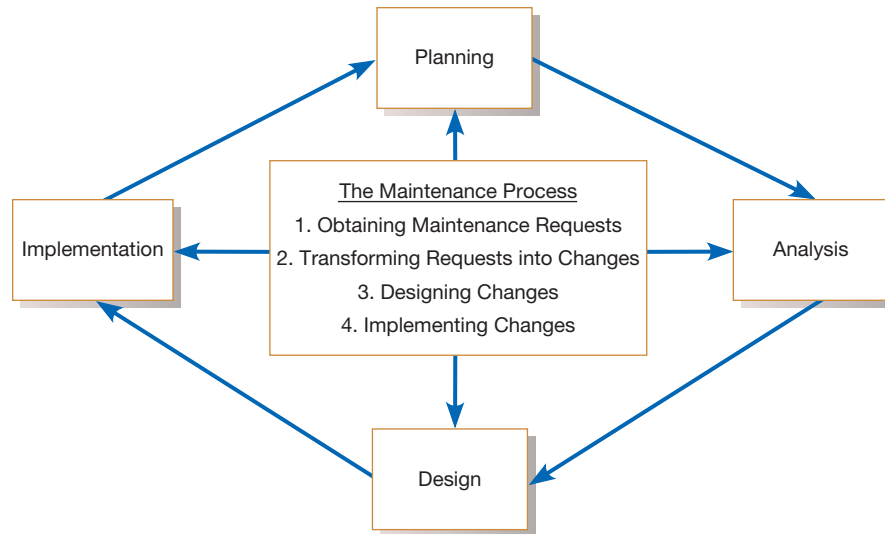 Planning
The Maintenance Process
1. Obtaining Maintenance Requests
Implementation
2. Transforming Requests into Changes
Analysis
3. Designing Changes
4. Implementing Changes
Design